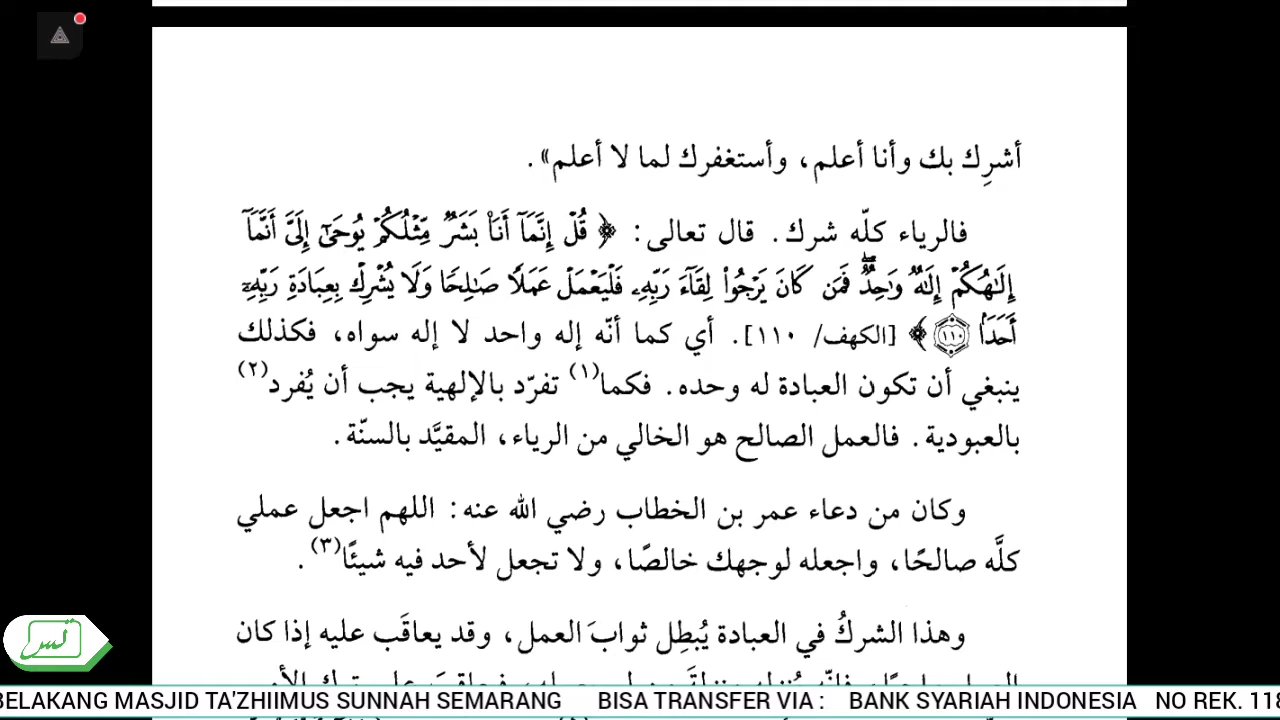 أشرِك بك وأنا أعلم، وأستغفرك لما لا أعلم».
فالرياء كلّه شرك. قال تعالى: ﴿قُلْ إِنَّمَآ أَنَا۠ بَشَرٌ مِّثْلُكُمْ يُوحَىٰٓ إِلَىَّ أَنَّمَآ
إِلَٰهُكُمْ إِلَٰهٌ وَٰحِدٌ ۖ فَمَن كَانَ يَرْجُوا۟ لِقَآءَ رَبِّهِۦ فَلْيَعْمَلْ عَمَلًا صَٰلِحًا وَلَا يُشْرِكْ بِعِبَادَةِ رَبِّهِۦٓ
أَحَدًۢا ١١٠﴾ [الكهف/ ١١٠]. أي كما أنّه إله واحد لا إله سواه، فكذلك
ينبغي أن تكون العبادة له وحده. فكما(١) تفرّد بالإلهية يجب أن يُفرد(٢)
بالعبودية. فالعمل الصالح هو الخالي من الرياء، المقيَّد بالسنّة.
وكان من دعاء عمر بن الخطاب رضي الله عنه: اللهم اجعل عملي
كلَّه صالحًا، واجعله لوجهك خالصًا، ولا تجعل لأحد فيه شيئًا(٣).
وهذا الشركُ في العبادة يُبطِل ثوابَ العمل، وقد يعاقَب عليه إذا كان
BELAKANG MASJID TA'ZHIIMUS SUNNAH SEMARANG BISA TRANSFER VIA : BANK SYARIAH INDONESIA NO REK. 118